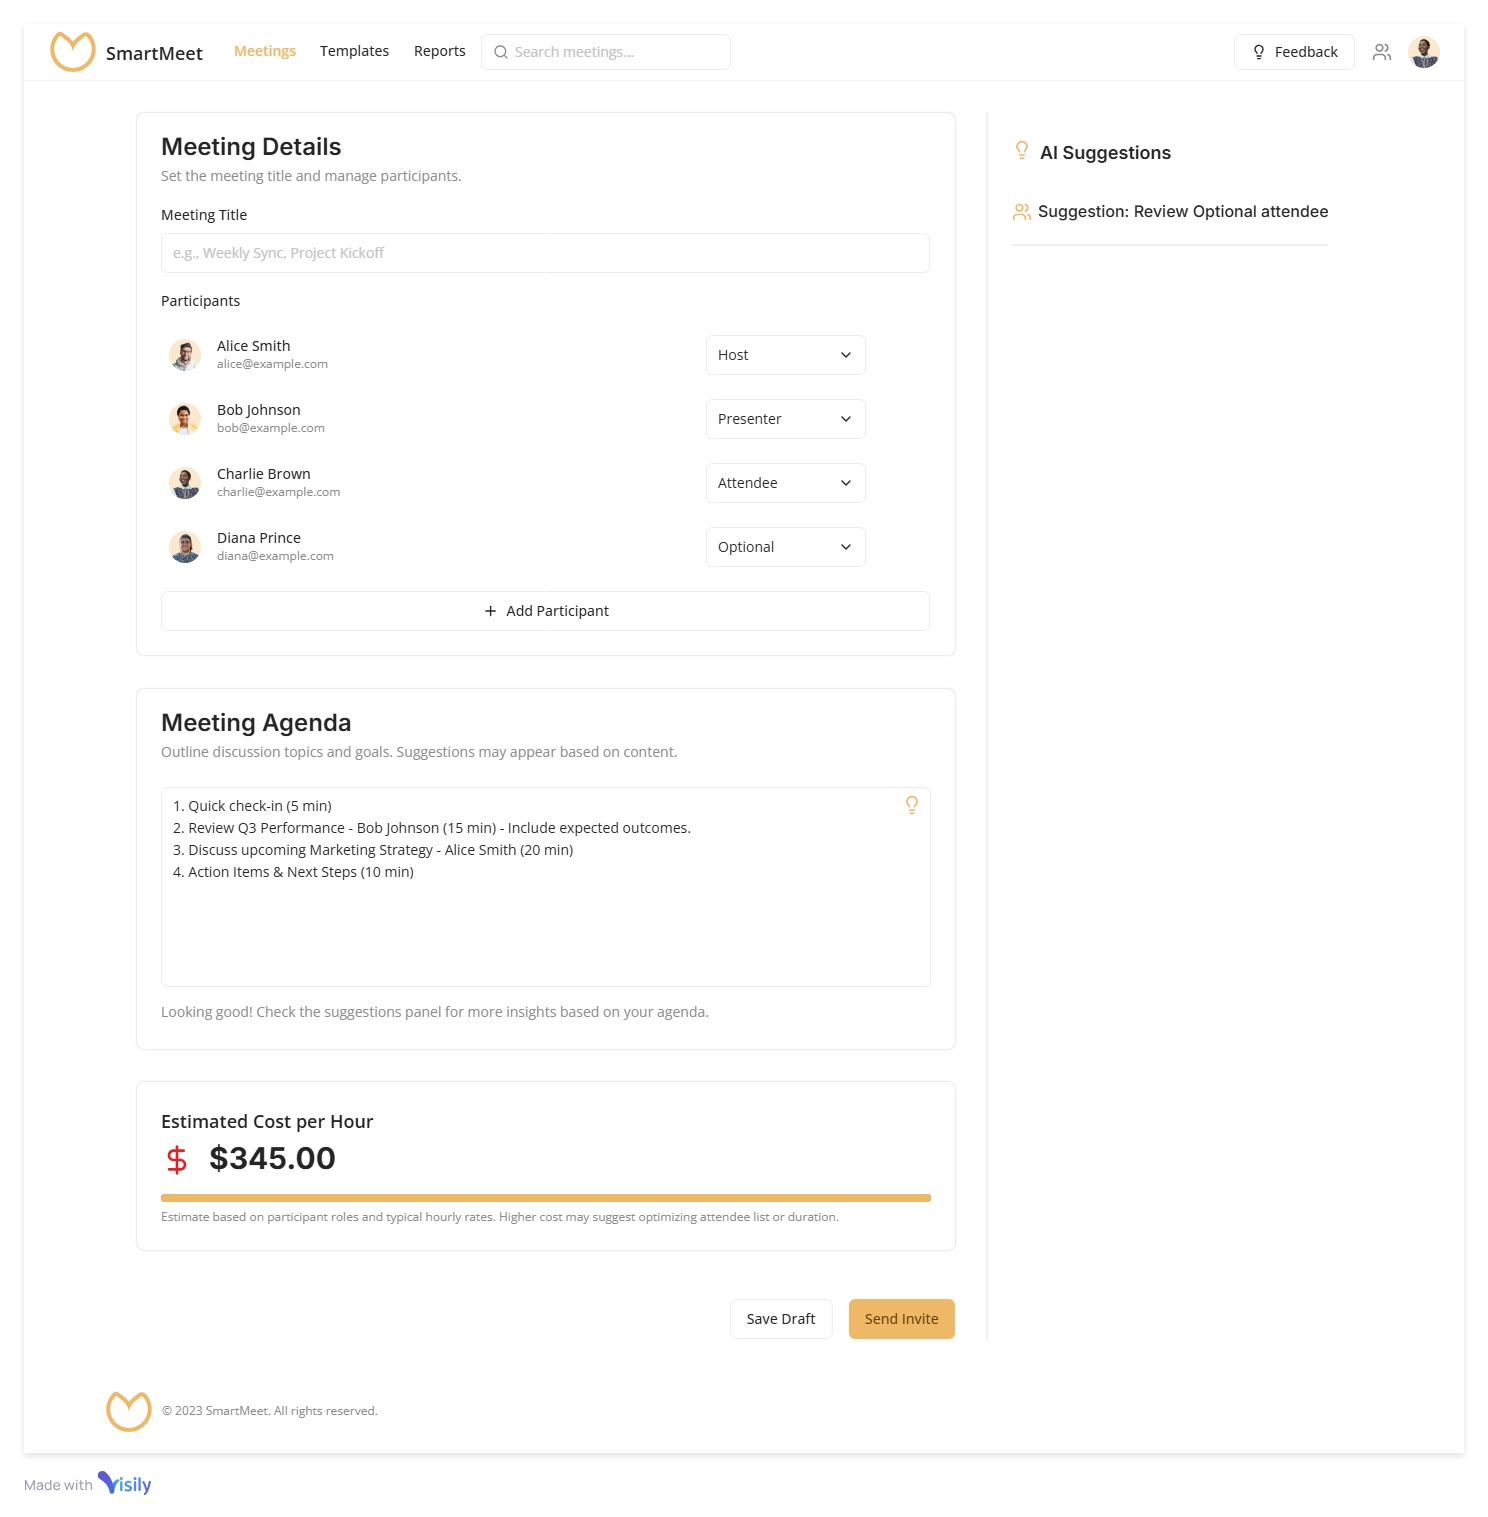 SmartMeet
Meetings
Templates
Reports
Search meetings...
Feedback
Meeting Details
Set the meeting title and manage participants.
Meeting Title
e.g., Weekly Sync, Project Kickoff
Participants
Alice Smith
alice@example.com
Host
Bob Johnson
bob@example.com
Presenter
Charlie Brown
charlie@example.com
Attendee
Diana Prince
diana@example.com
Optional
Add Participant
Meeting Agenda
Outline discussion topics and goals. Suggestions may appear based on content.
1. Quick check-in (5 min)
2. Review Q3 Performance - Bob Johnson (15 min) - Include expected outcomes.
3. Discuss upcoming Marketing Strategy - Alice Smith (20 min)
4. Action Items & Next Steps (10 min)
Looking good! Check the suggestions panel for more insights based on your agenda.
Estimated Cost per Hour
$ $345.00
Estimate based on participant roles and typical hourly rates. Higher cost may suggest optimizing attendee list or duration.
Save Draft
Send Invite
AI Suggestions
Suggestion: Review Optional attendee
© 2023 SmartMeet. All rights reserved.
Made with Visily